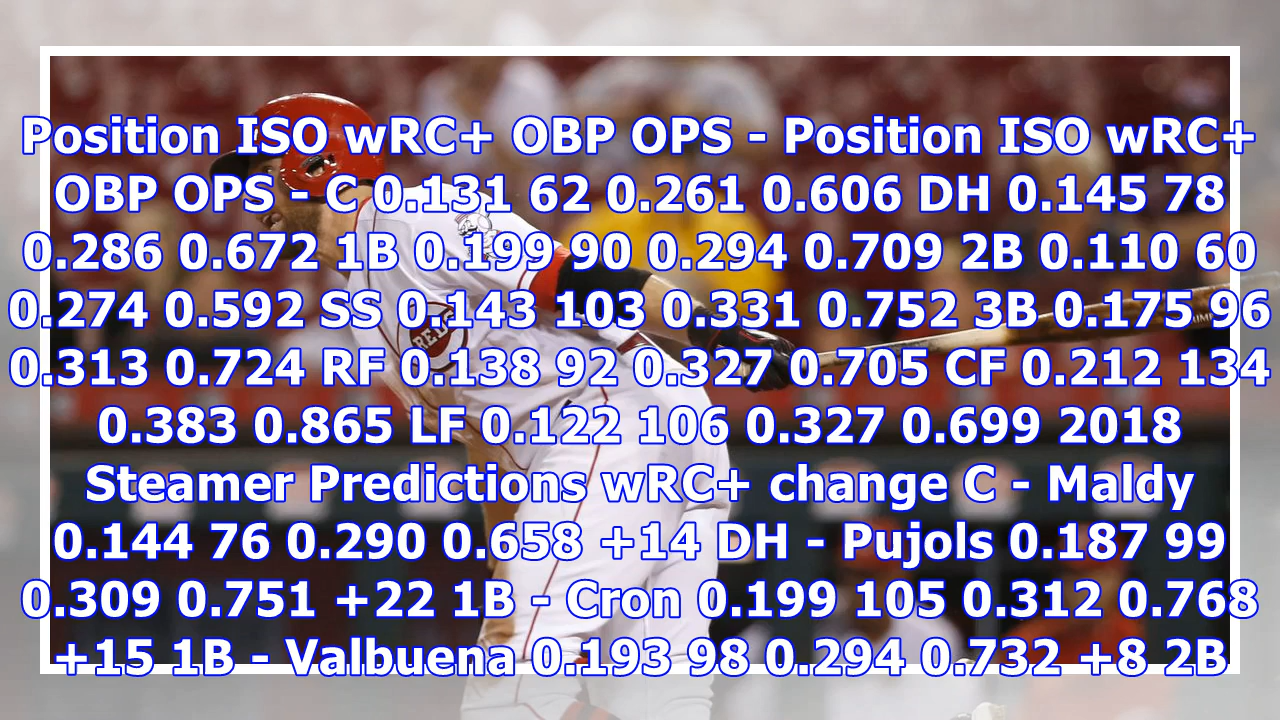 Position ISO wRC+ OBP OPS - Position ISO wRC+
OBP OPS - C 0.131 62 0.261 0.606 DH 0.145 78
0.286 0.672 1B 0.199 90 0.294 0.709 2B 0.110 60
0.274 0.592 SS 0.143 103 0.331 0.752 3B 0.175 96
0.313 0.724 RF 0.138 92 0.327 0.705 CF 0.212 134
0.383 0.865 LF 0.122 106 0.327 0.699 2018
Steamer Predictions wRC+ change C - Maldy
0.144 76 0.290 0.658 +14 DH - Pujols 0.187 99
0.309 0.751 +22 1B - Cron 0.199 105 0.312 0.768
+15 1B - Valbuena 0.193 98 0.294 0.732 +8 2B
REDS